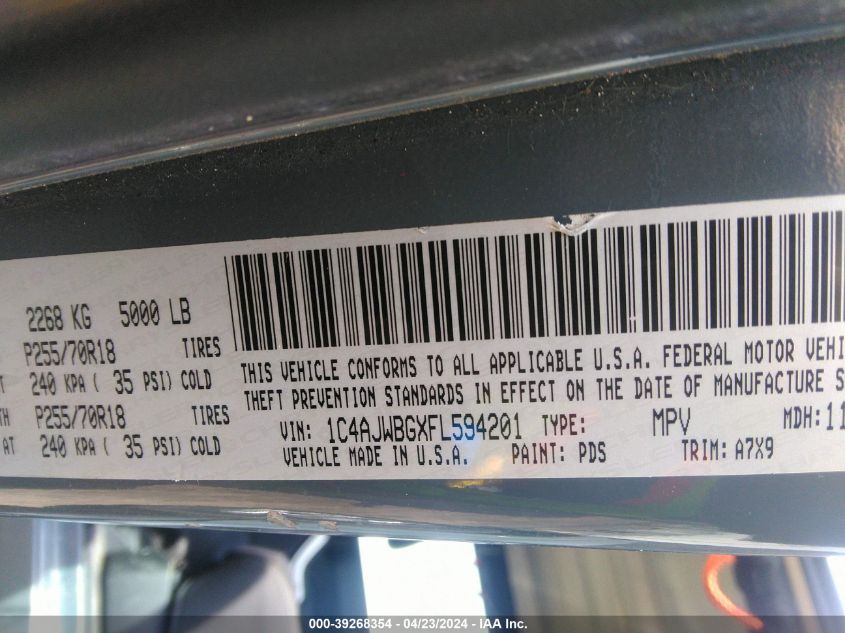 2268 KG 5000 LB
P255/70R18 TIRES
240 KPA ( 35 PSI) COLD
P255/70R18 TIRES
AT 240 KPA ( 35 PSI) COLD
THIS VEHICLE CONFORMS TO ALL APPLICABLE U.S.A. FEDERAL MOTOR VEHI
THEFT PREVENTION STANDARDS IN EFFECT ON THE DATE OF MANUFACTURE S
VIN: 1C4AJWBGXFL594201 TYPE: MPV MDH:11
VEHICLE MADE IN U.S.A. PAINT: PDS TRIM: A7X9
000-39268354 - 04/23/2024 - IAA Inc.